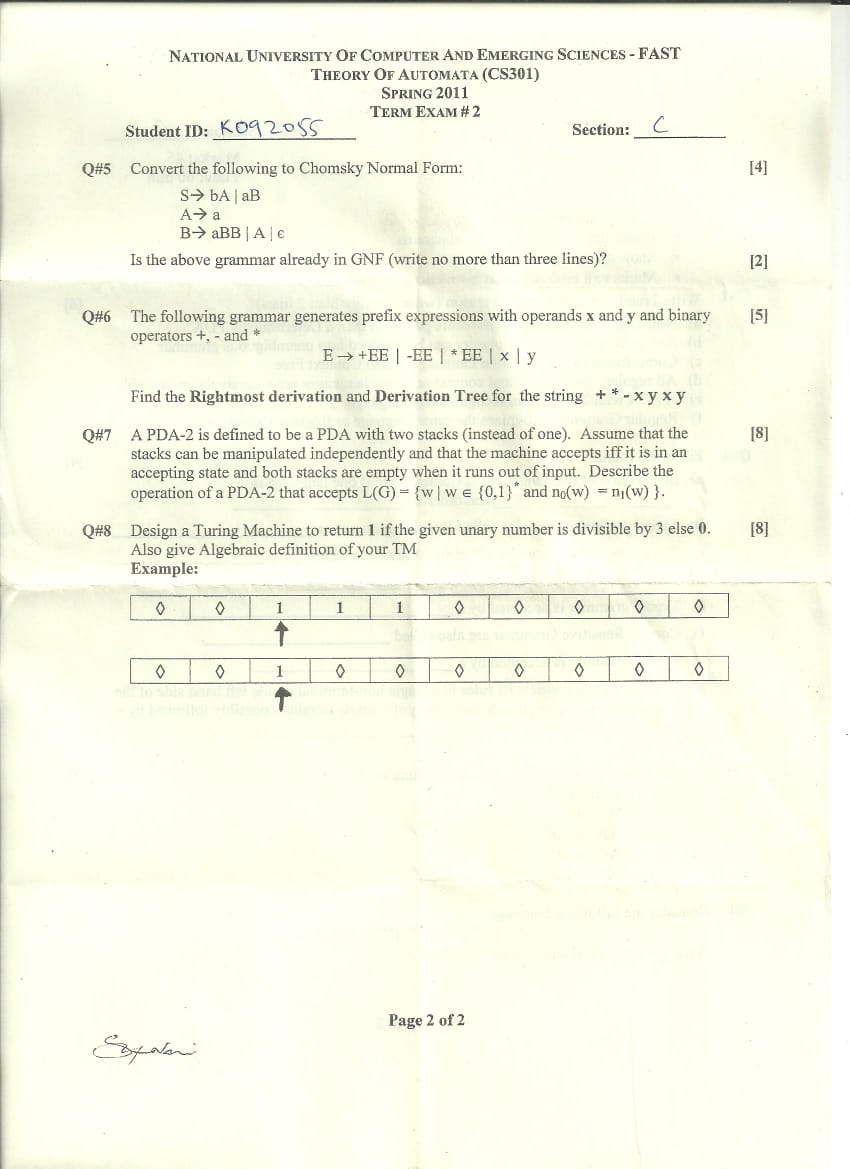 NATIONAL UNIVERSITY OF COMPUTER AND EMERGING SCIENCES - FAST
THEORY OF AUTOMATA (CS301)
SPRING 2011
TERM EXAM # 2
Student ID: K092055 Section: C
Q#5 Convert the following to Chomsky Normal Form: [4]
S→ bA | aB
A→ a
B→ aBB | A | ϵ
Is the above grammar already in GNF (write no more than three lines)? [2]
Q#6 The following grammar generates prefix expressions with operands x and y and binary [5]
operators +, - and *
E → +EE | -EE | * EE | x | y
Find the Rightmost derivation and Derivation Tree for the string + * - x y x y
Q#7 A PDA-2 is defined to be a PDA with two stacks (instead of one). Assume that the [8]
stacks can be manipulated independently and that the machine accepts iff it is in an
accepting state and both stacks are empty when it runs out of input. Describe the
operation of a PDA-2 that accepts L(G) = {w | w ∈ {0,1}* and n₀(w) = n₁(w) }.
Q#8 Design a Turing Machine to return 1 if the given unary number is divisible by 3 else 0. [8]
Also give Algebraic definition of your TM
Example:
◊ ◊ 1 1 1 ◊ ◊ ◊ ◊ ◊
◊ ◊ 1 ◊ ◊ ◊ ◊ ◊ ◊ ◊
Page 2 of 2